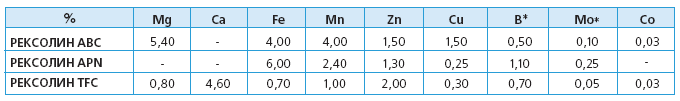 % Mg Ca Fe Mn Zn Cu B* Mo* Co
РЕКСОЛИН ABC 5,40 - 4,00 4,00 1,50 1,50 0,50 0,10 0,03
РЕКСОЛИН APN - - 6,00 2,40 1,30 0,25 1,10 0,25 -
РЕКСОЛИН TFC 0,80 4,60 0,70 1,00 2,00 0,30 0,70 0,05 0,03